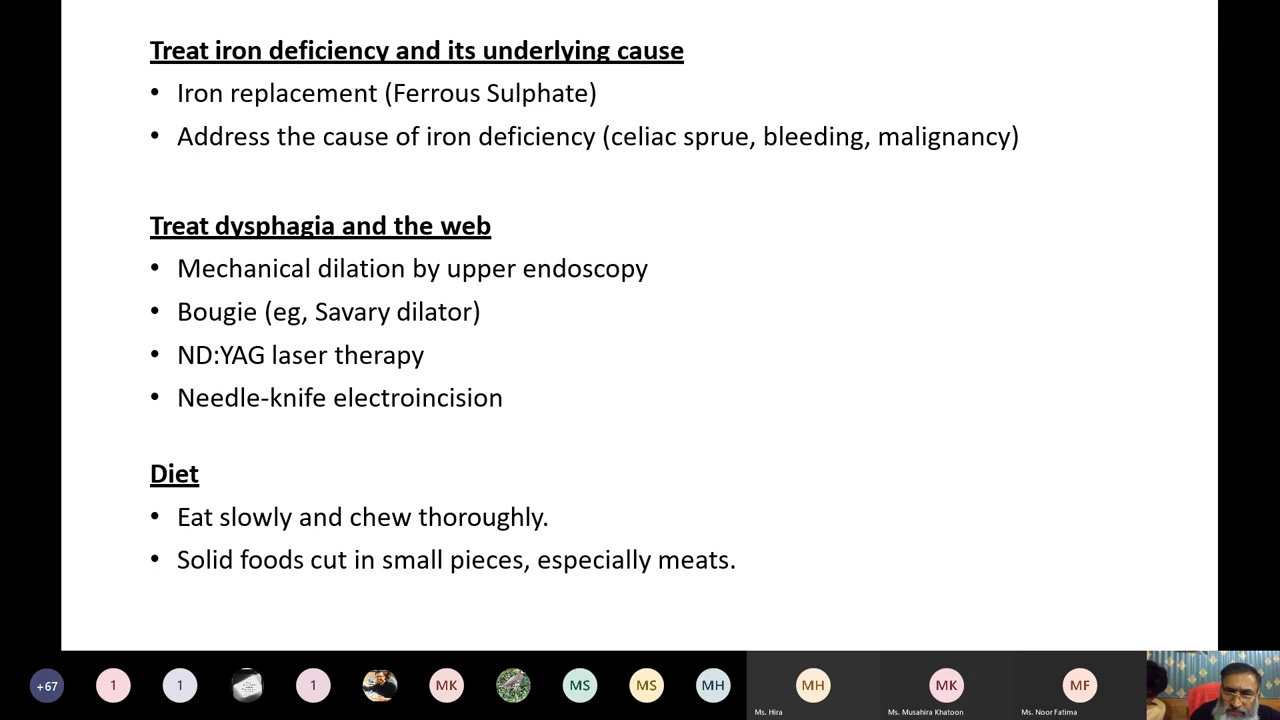 Treat iron deficiency and its underlying cause
• Iron replacement (Ferrous Sulphate)
• Address the cause of iron deficiency (celiac sprue, bleeding, malignancy)
Treat dysphagia and the web
• Mechanical dilation by upper endoscopy
• Bougie (eg, Savary dilator)
• ND:YAG laser therapy
• Needle-knife electroincision
Diet
• Eat slowly and chew thoroughly.
• Solid foods cut in small pieces, especially meats.
+67 1 1 1 MK MS MS MH MH MK MF
Ms. Hira Ms. Musahira Khatoon Ms. Noor Fatima